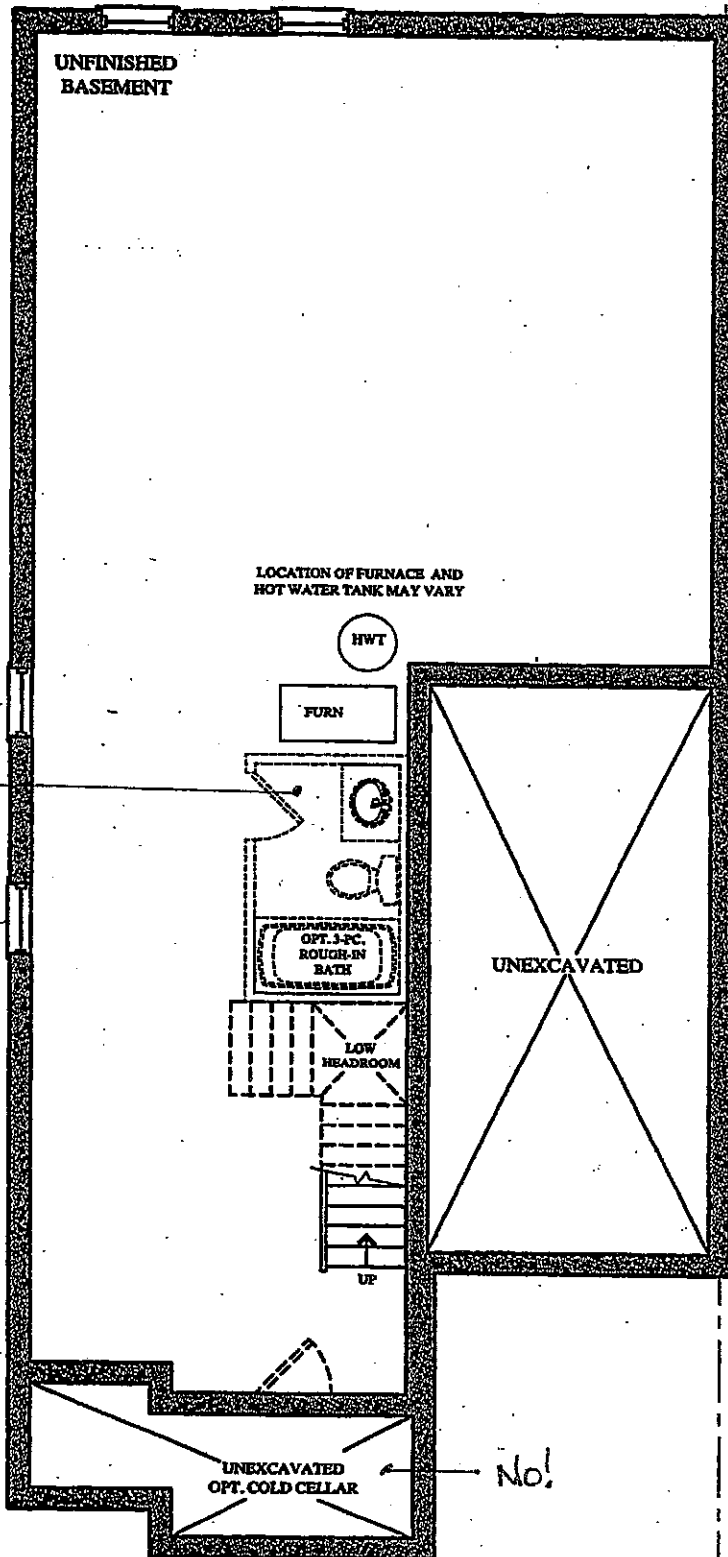 UNFINISHED
BASEMENT
LOCATION OF FURNACE AND
HOT WATER TANK MAY VARY
HWT
FURN
OPT. 3-PC.
ROUGH-IN
BATH
UNEXCAVATED
LOW
HEADROOM
UP
UNEXCAVATED
OPT. COLD CELLAR
No!